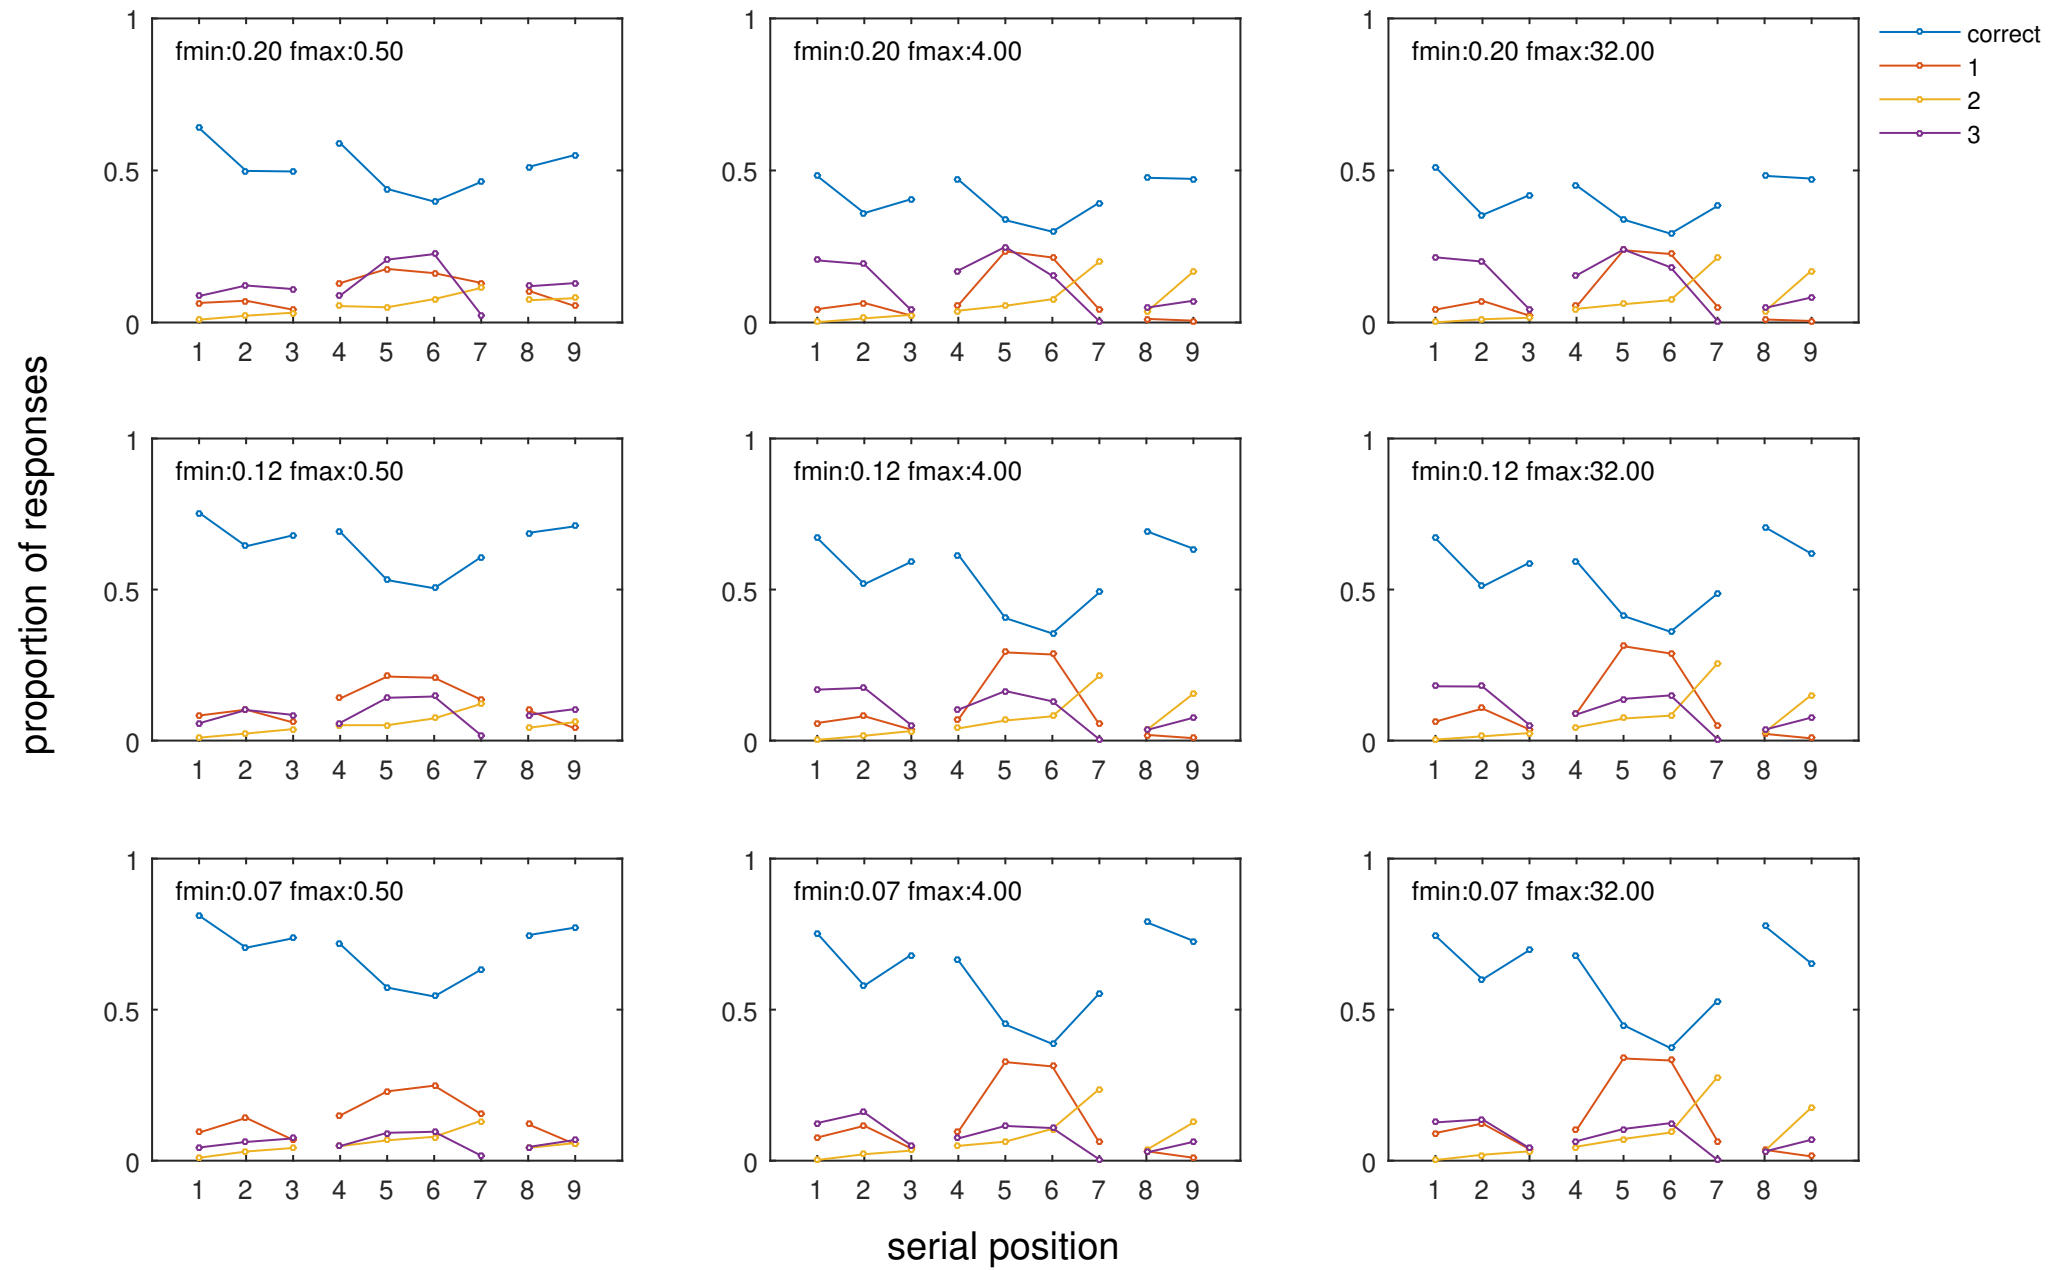 fmin:0.20 fmax:0.50
1
0.5
0
1 2 3 4 5 6 7 8 9
fmin:0.20 fmax:4.00
1
0.5
0
1 2 3 4 5 6 7 8 9
fmin:0.20 fmax:32.00
1
0.5
0
1 2 3 4 5 6 7 8 9
correct
1
2
3
proportion of responses
fmin:0.12 fmax:0.50
1
0.5
0
1 2 3 4 5 6 7 8 9
fmin:0.12 fmax:4.00
1
0.5
0
1 2 3 4 5 6 7 8 9
fmin:0.12 fmax:32.00
1
0.5
0
1 2 3 4 5 6 7 8 9
fmin:0.07 fmax:0.50
1
0.5
0
1 2 3 4 5 6 7 8 9
fmin:0.07 fmax:4.00
1
0.5
0
1 2 3 4 5 6 7 8 9
fmin:0.07 fmax:32.00
1
0.5
0
1 2 3 4 5 6 7 8 9
serial position